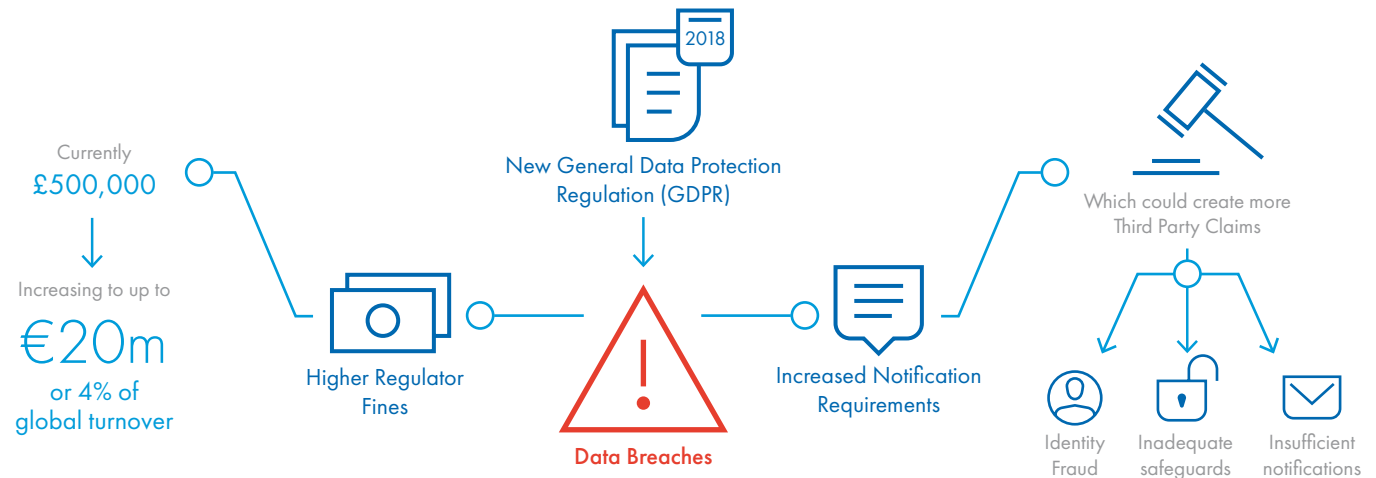 2018
New General Data Protection
Regulation (GDPR)
Currently
£500,000
Increasing to up to
€20m
or 4% of
global turnover
Higher Regulator
Fines
Data Breaches
Increased Notification
Requirements
Which could create more
Third Party Claims
Identity
Fraud
Inadequate
safeguards
Insufficient
notifications